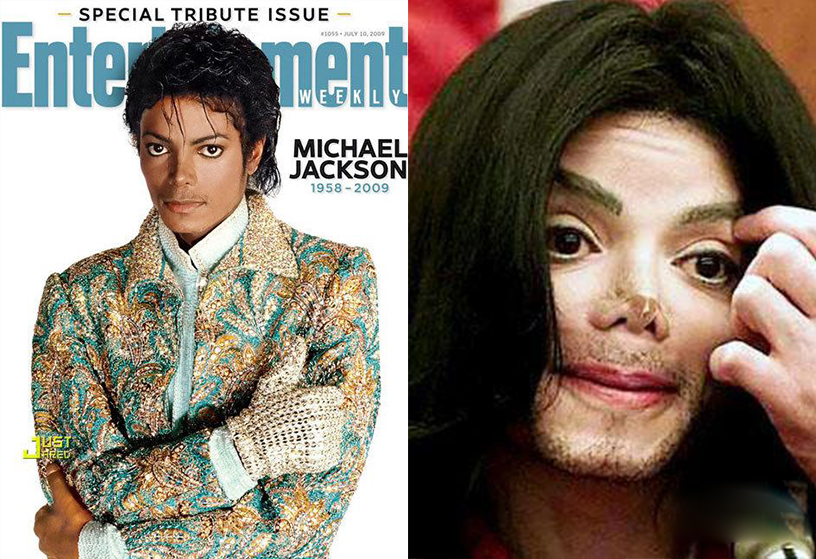 SPECIAL TRIBUTE ISSUE
Entertainment
#1055 • JULY 10, 2009
WEEKLY
MICHAEL
JACKSON
1958–2009
JUST
JARED